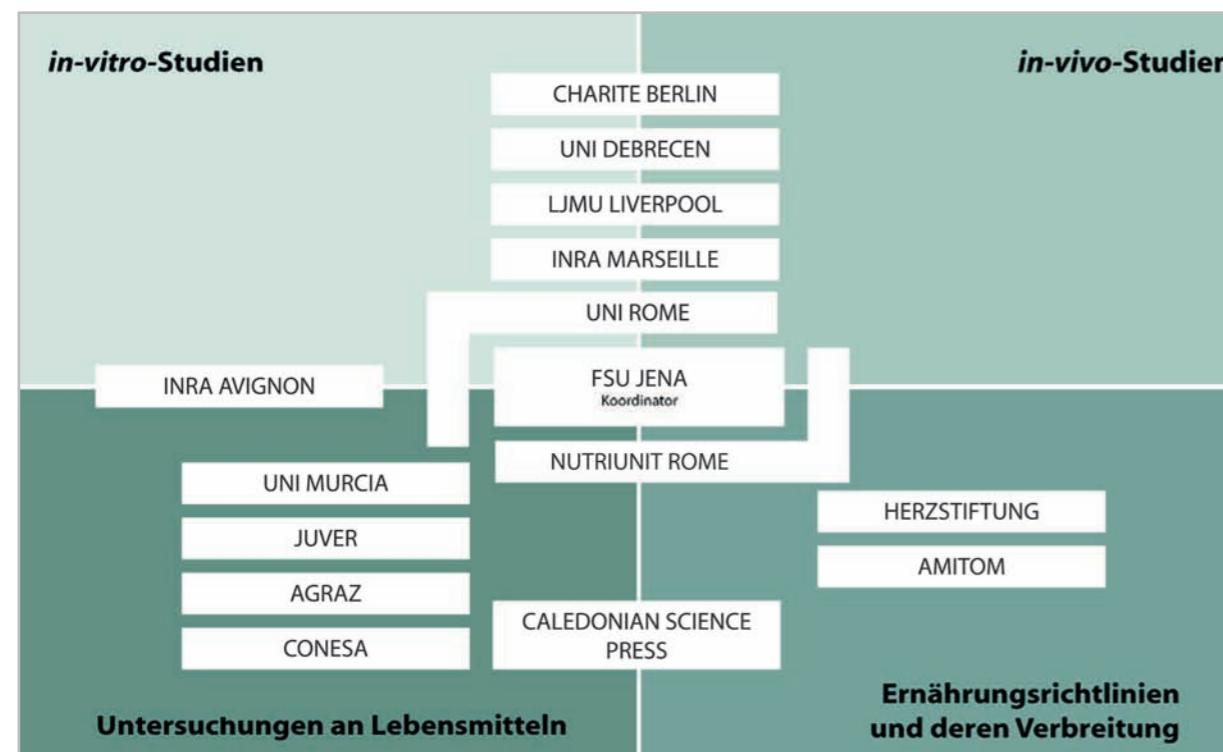 in-vitro-Studien
in-vivo-Studien
CHARITE BERLIN
UNI DEBRECEN
LJMU LIVERPOOL
INRA MARSEILLE
UNI ROME
INRA AVIGNON
FSU JENA
Koordinator
NUTRIUNIT ROME
UNI MURCIA
JUVER
AGRAZ
CONESA
HERZSTIFTUNG
AMITOM
CALEDONIAN SCIENCE
PRESS
Untersuchungen an Lebensmitteln
Ernährungsrichtlinien
und deren Verbreitung